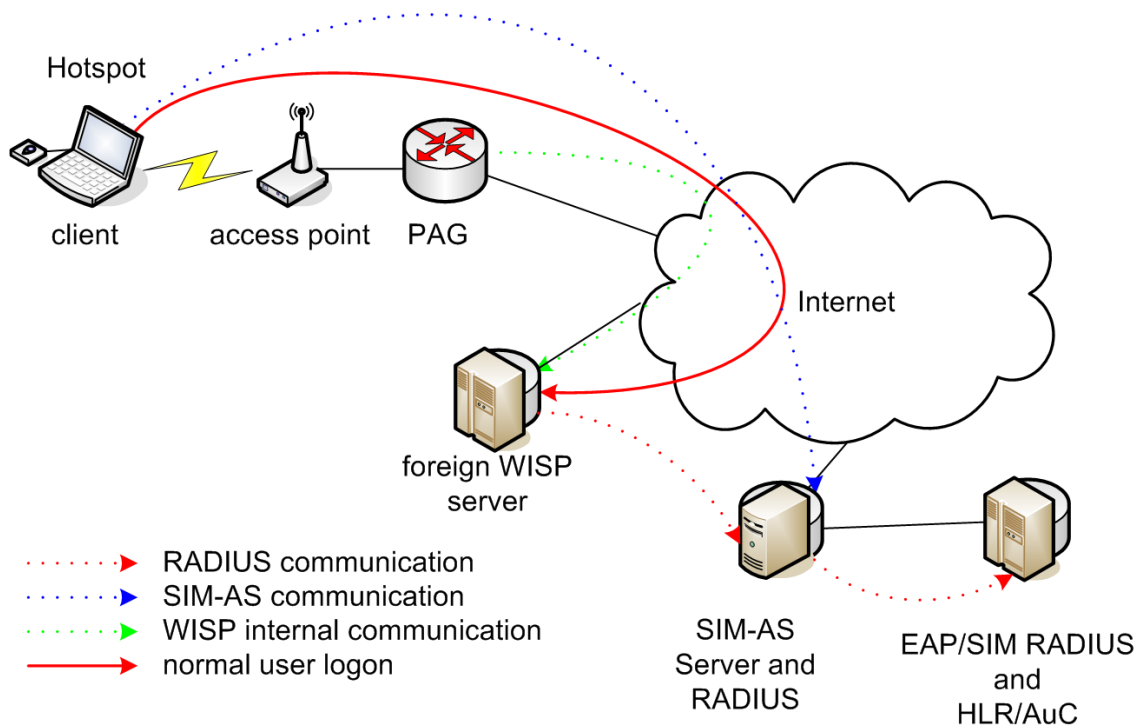 Hotspot
client
access point
PAG
Internet
foreign WISP
server
RADIUS communication
SIM-AS communication
WISP internal communication
normal user logon
SIM-AS
Server and
RADIUS
EAP/SIM RADIUS
and
HLR/AuC